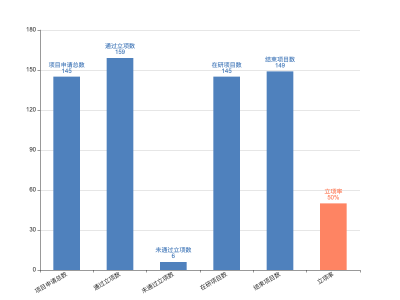 180
150
120
90
60
30
0
项目申请总数
145
通过立项数
159
未通过立项数
6
在研项目数
145
结束项目数
149
立项率
50%
项目申请总数
通过立项数
未通过立项数
在研项目数
结束项目数
立项率